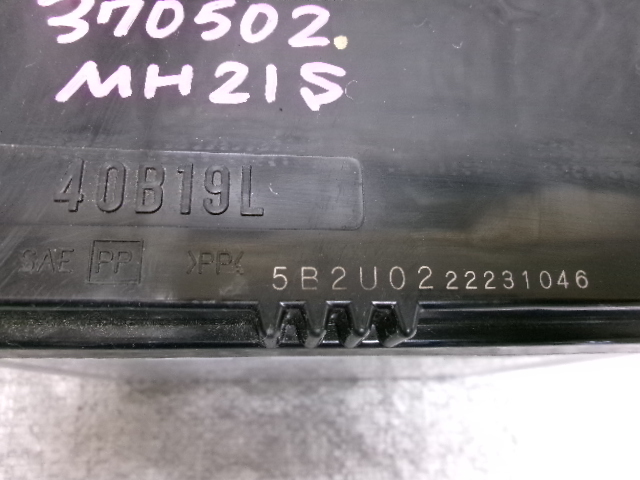 370502.
MH21S
40B19L
SAE PP >PP< 5B2U02 22231046